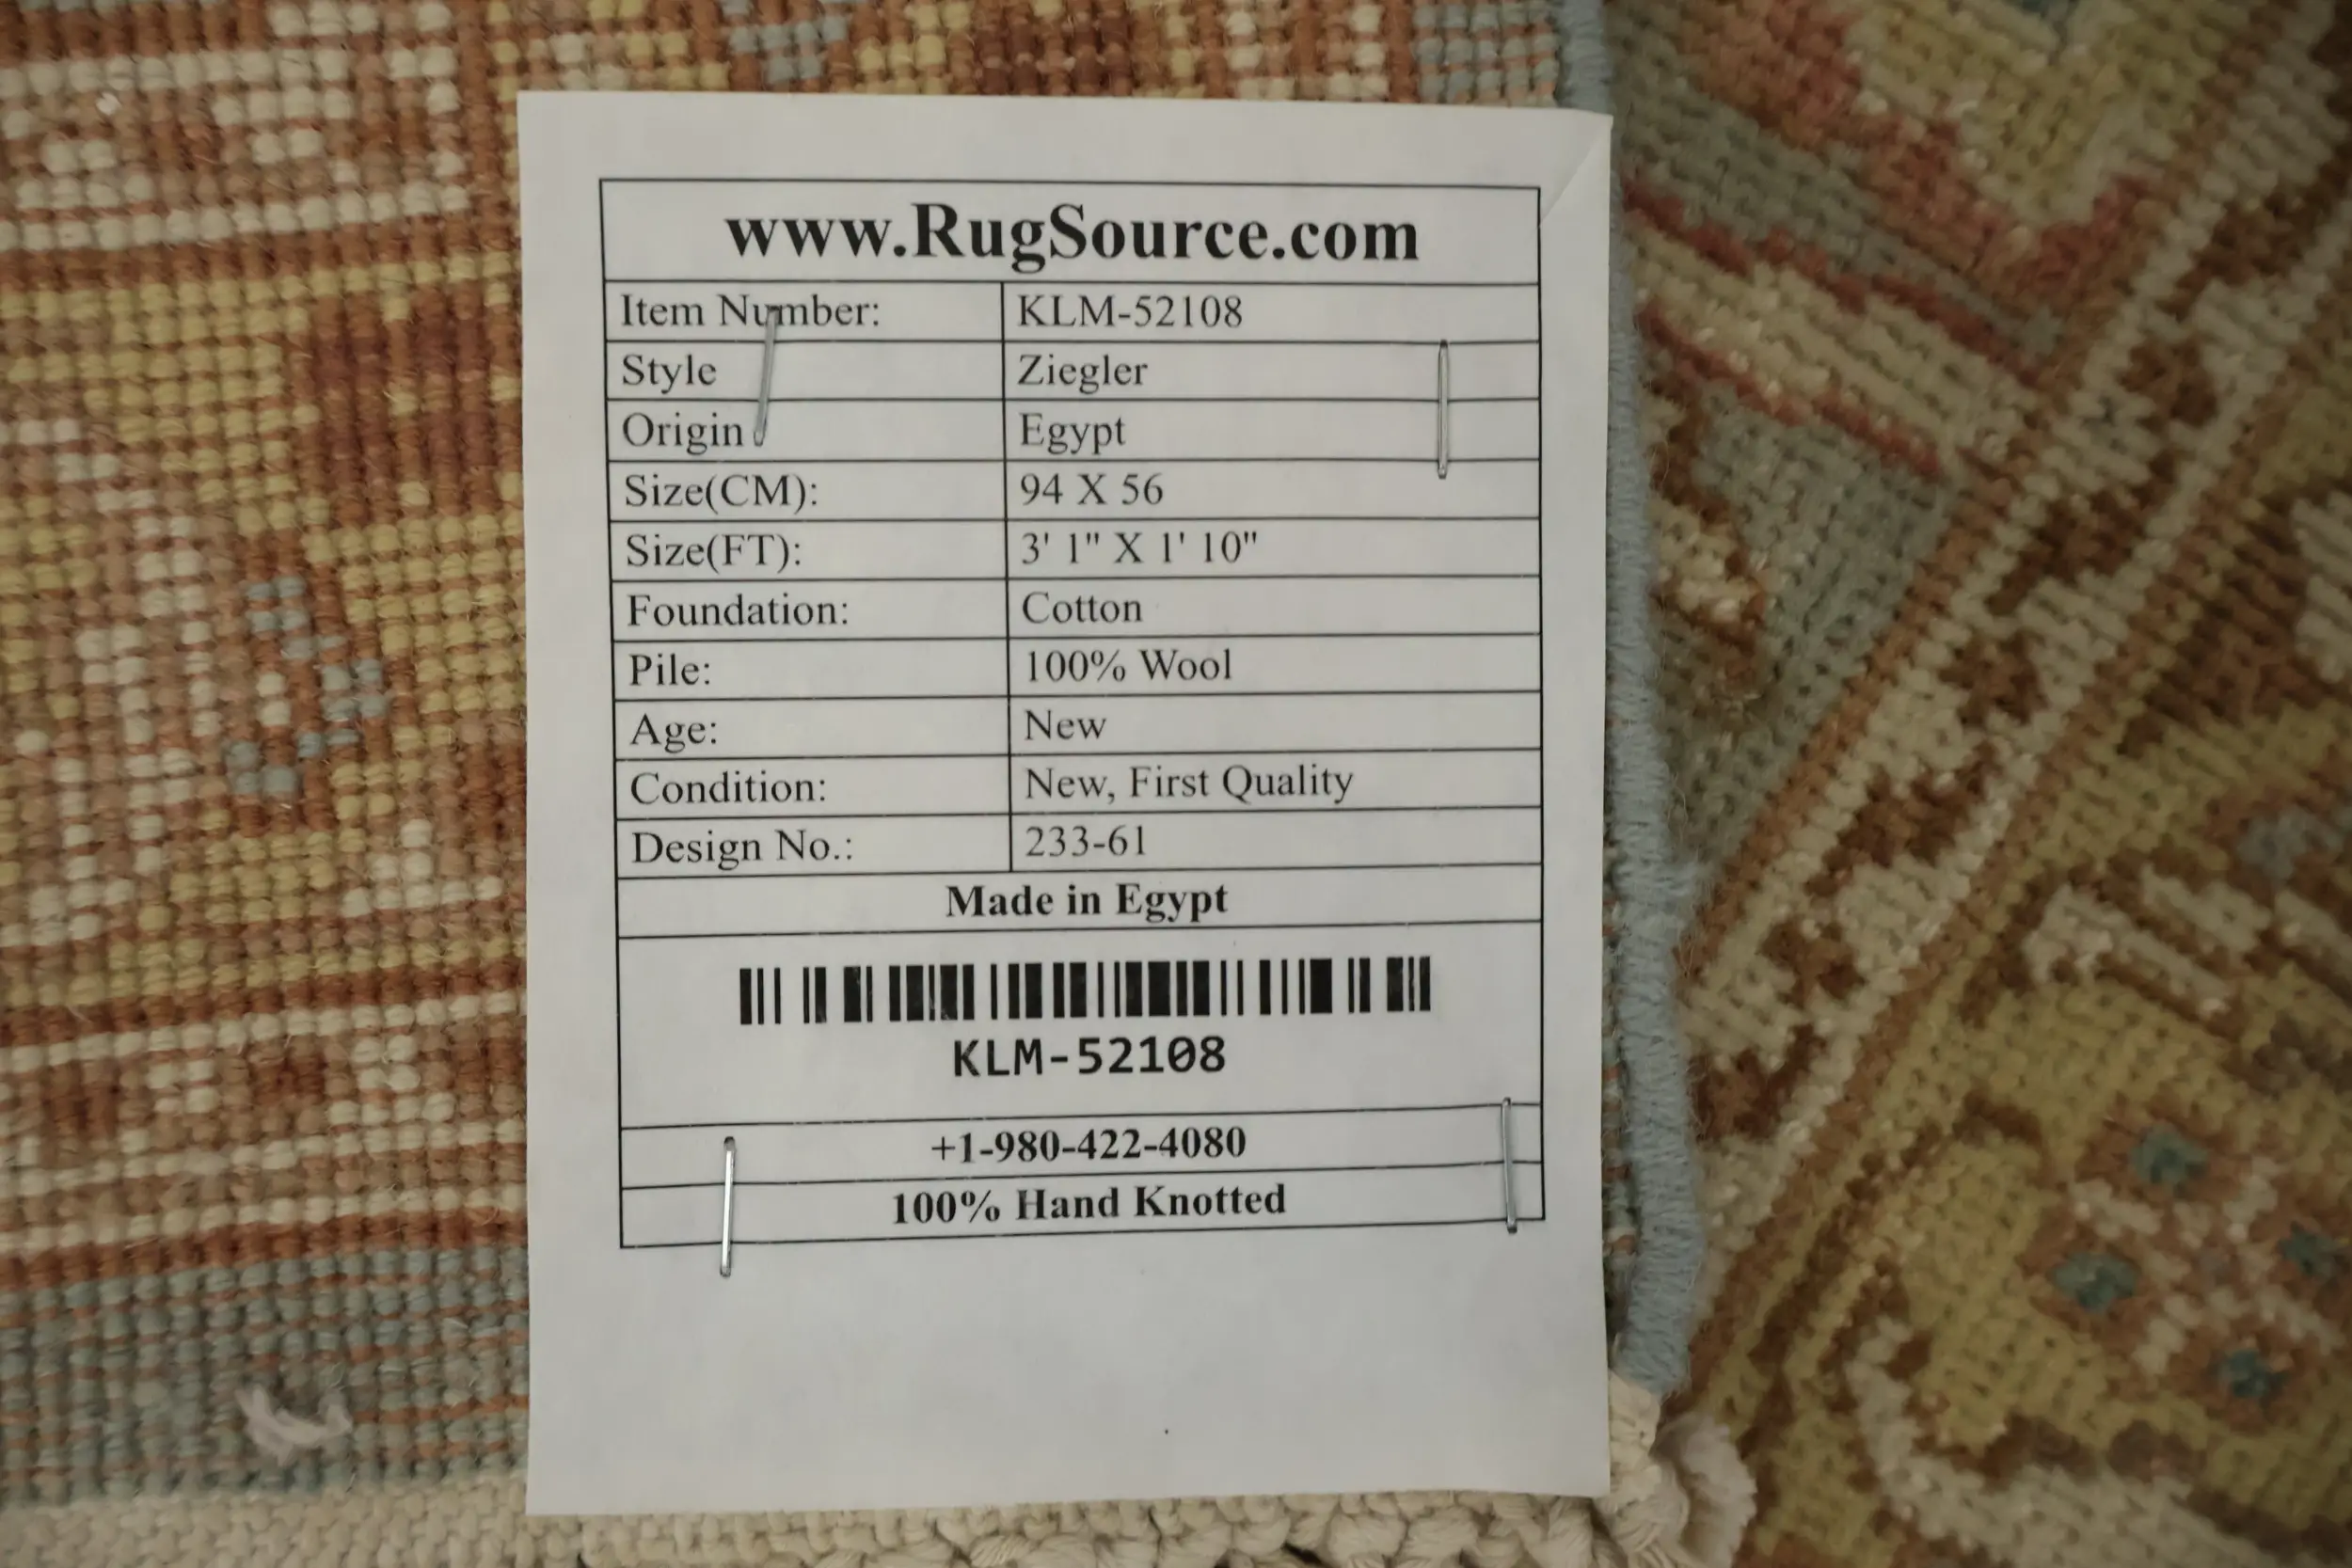 www.RugSource.com
Item Number: KLM-52108
Style Ziegler
Origin Egypt
Size(CM): 94 X 56
Size(FT): 3' 1" X 1' 10"
Foundation: Cotton
Pile: 100% Wool
Age: New
Condition: New, First Quality
Design No.: 233-61
Made in Egypt
KLM-52108
+1-980-422-4080
100% Hand Knotted